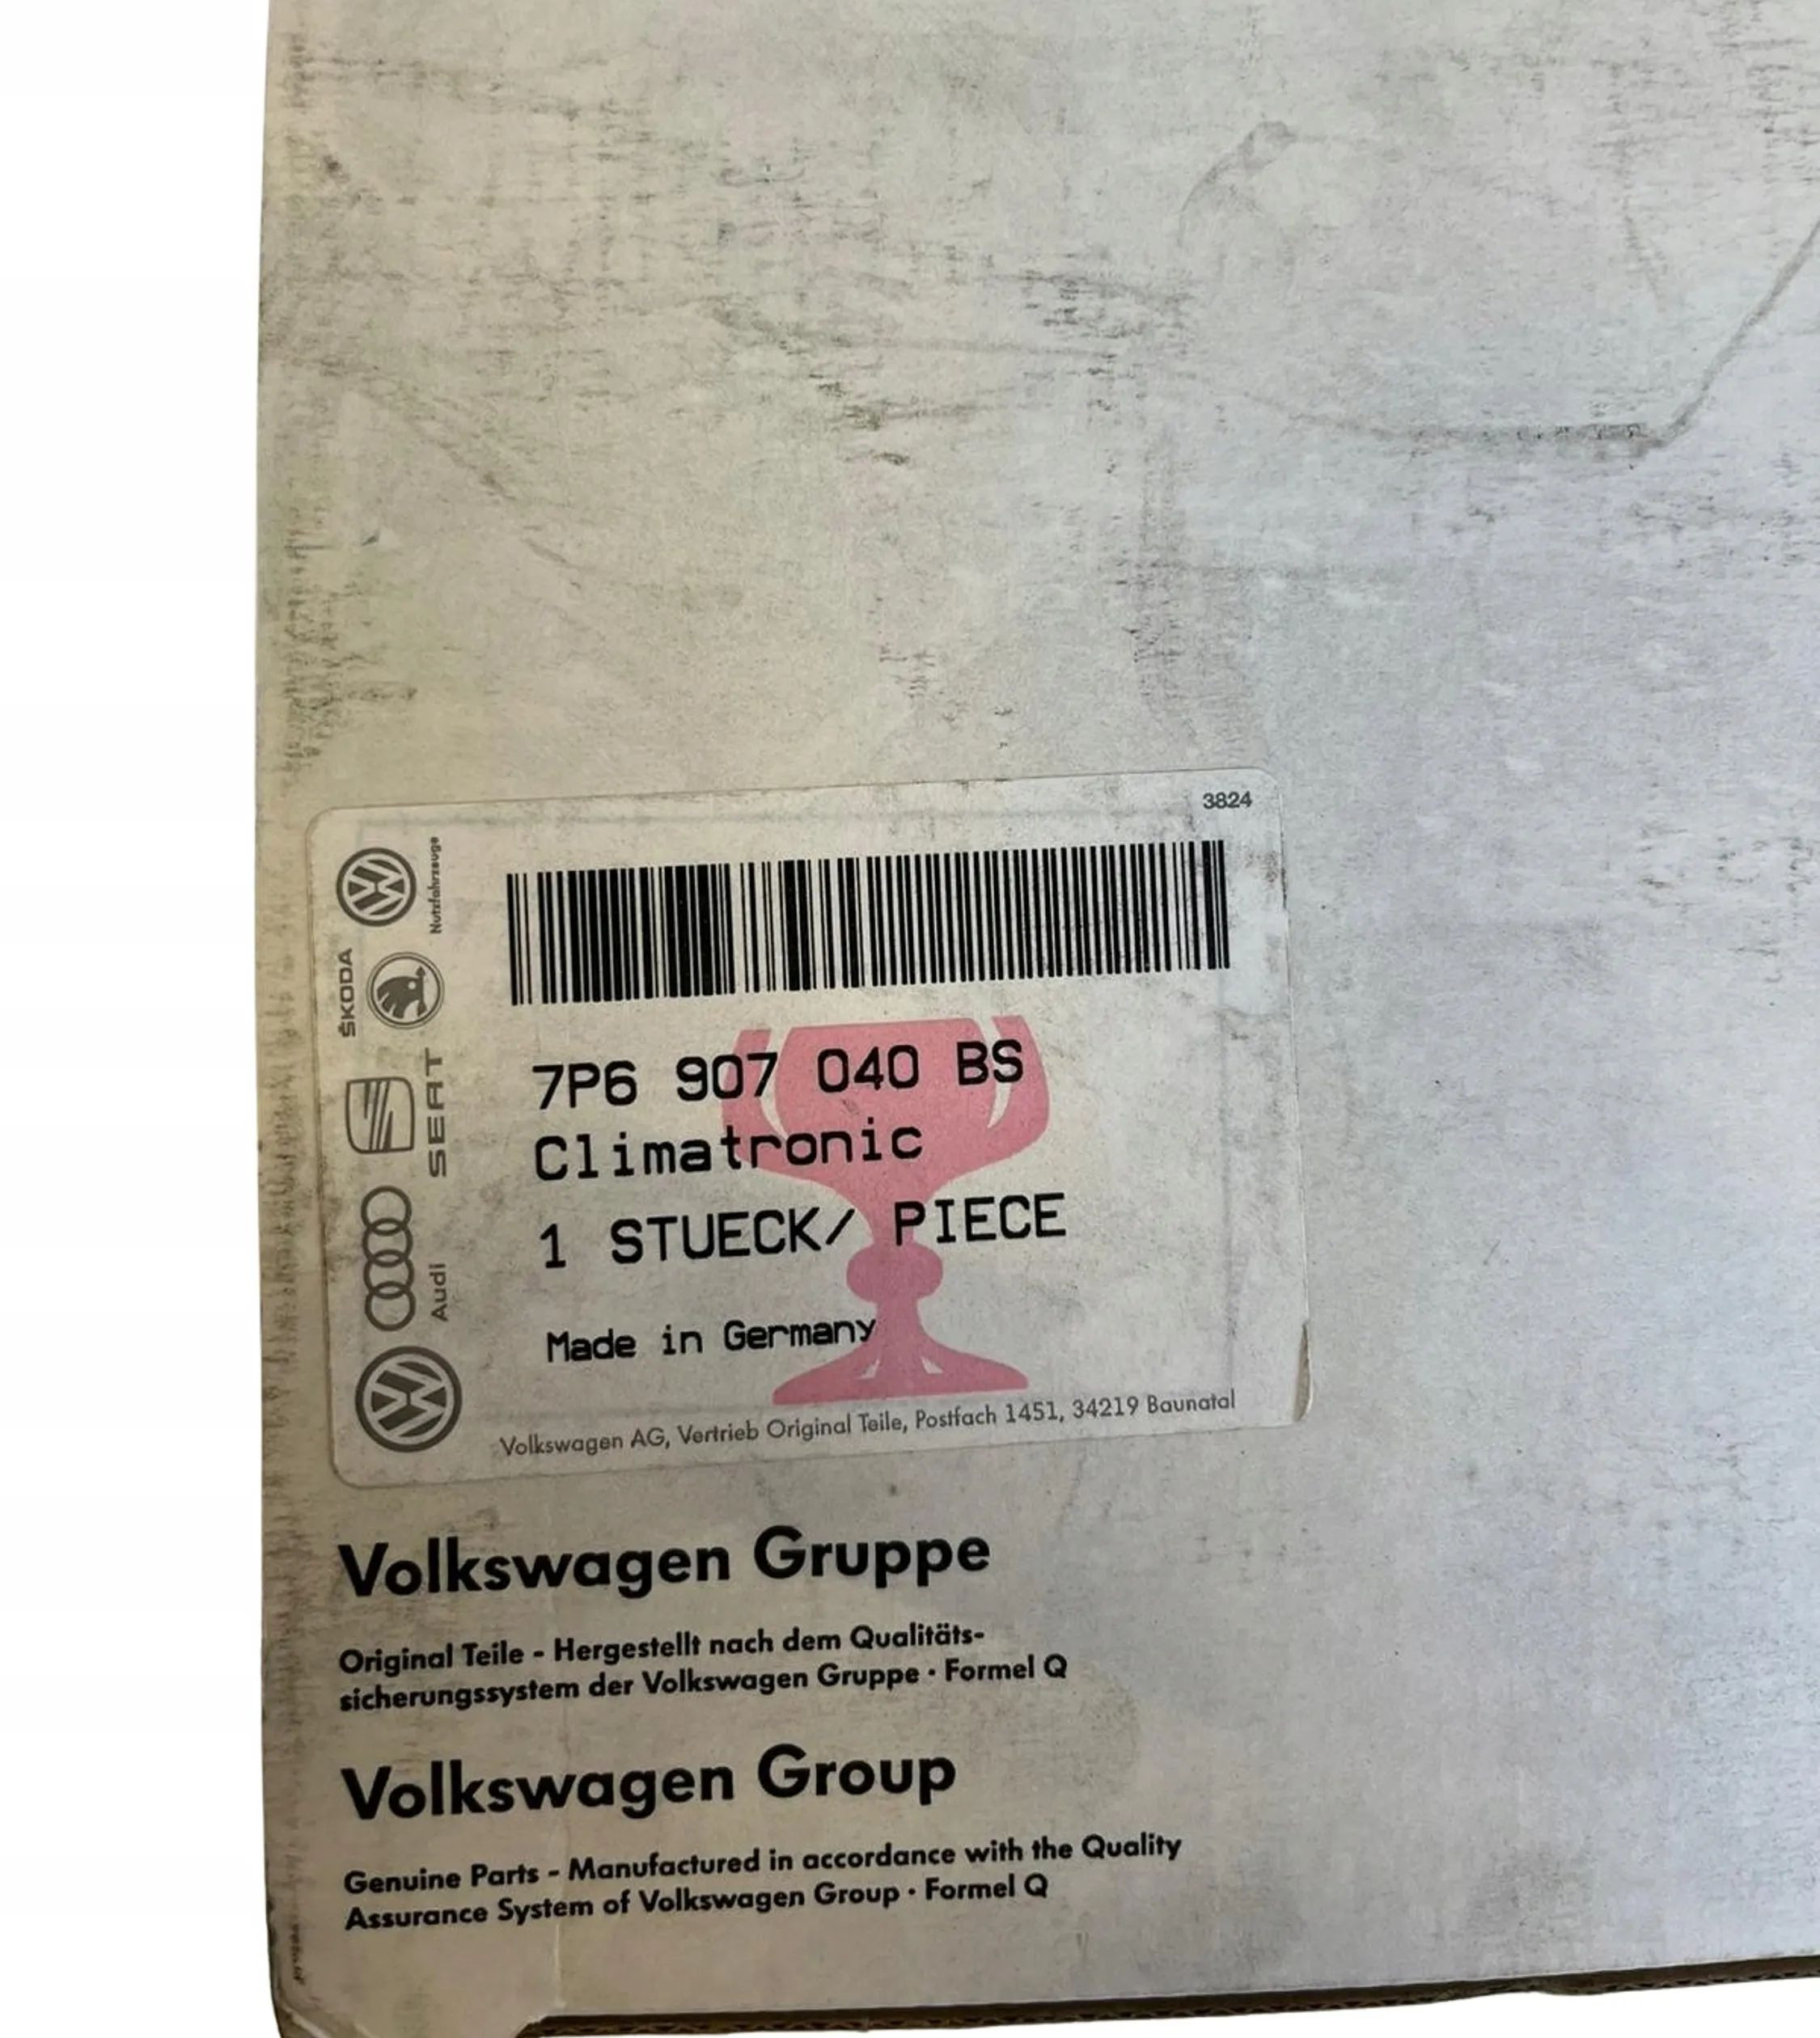 3824
Nutzfahrzeuge
ŠKODA
SEAT
Audi
7P6 907 040 BS
Climatronic
1 STUECK/ PIECE
Made in Germany
Volkswagen AG, Vertrieb Original Teile, Postfach 1451, 34219 Baunatal
Volkswagen Gruppe
Original Teile - Hergestellt nach dem Qualitäts-
sicherungssystem der Volkswagen Gruppe · Formel Q
Volkswagen Group
Genuine Parts - Manufactured in accordance with the Quality
Assurance System of Volkswagen Group · Formel Q